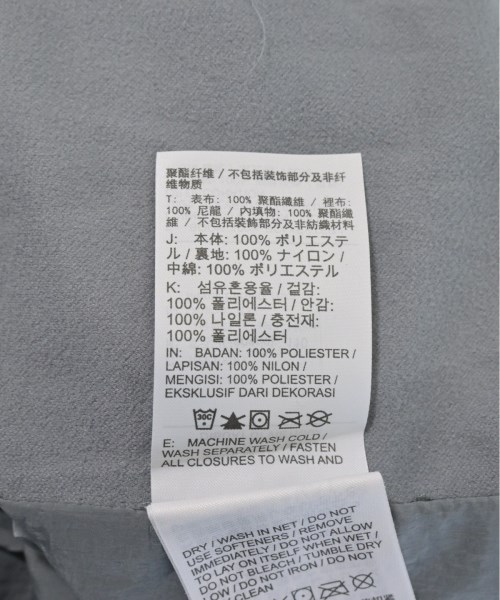 聚酯纤维 / 不包括装饰部分及非纤
维物质
T: 表布: 100% 聚酯纖維 / 裡布:
100% 尼龍 / 內填物: 100% 聚酯纖
維 / 不包括裝飾部分及非紡織材料
J: 本体: 100% ポリエステ
ル / 裏地: 100% ナイロン /
中綿: 100% ポリエステル
K: 섬유혼용율 / 겉감:
100% 폴리에스터 / 안감:
100% 나일론 / 충전재:
100% 폴리에스터
IN: BADAN: 100% POLIESTER /
LAPISAN: 100% NILON /
MENGISI: 100% POLIESTER /
EKSKLUSIF DARI DEKORASI
30C
E: MACHINE WASH COLD /
WASH SEPARATELY / FASTEN
ALL CLOSURES TO WASH AND
DRY / WASH IN NET / DO NOT
USE SOFTENERS / REMOVE
IMMEDIATELY / DO NOT ALLOW
TO LAY ON ITSELF WHEN WET /
DO NOT BLEACH / TUMBLE DRY
LOW / DO NOT IRON / DO NOT
CLEAN